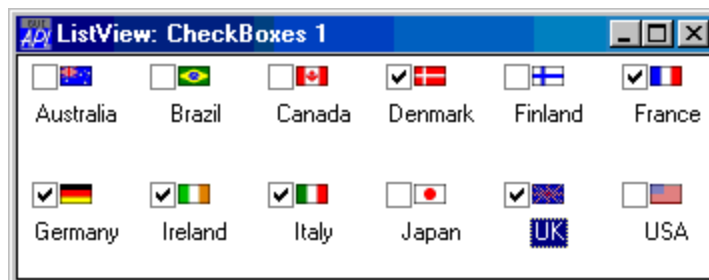 ListView: CheckBoxes 1
Australia Brazil Canada Denmark Finland France
Germany Ireland Italy Japan UK USA